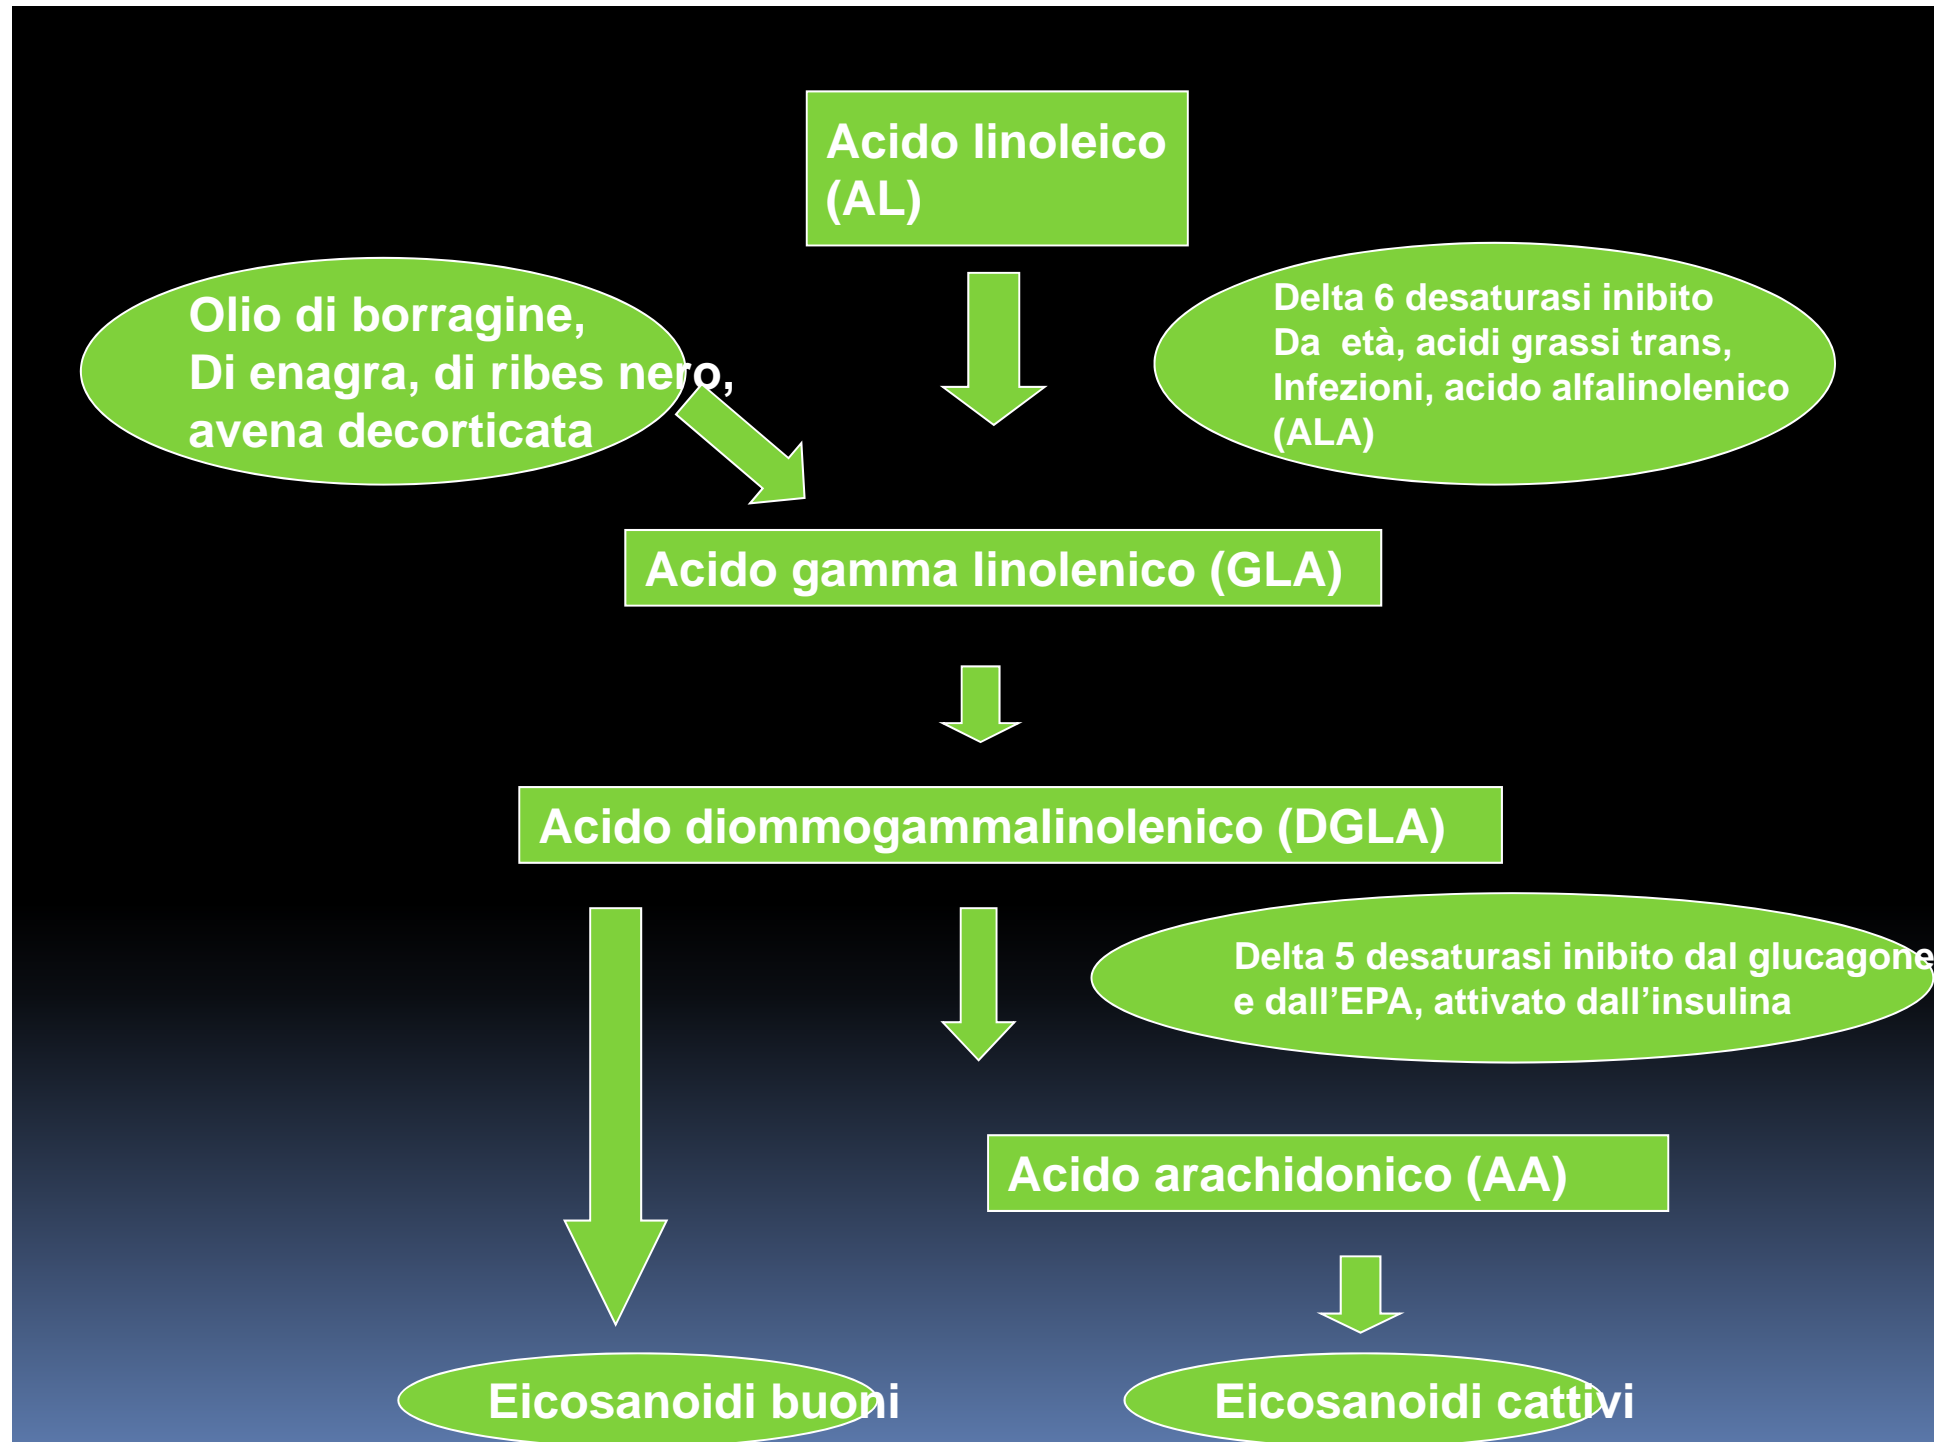 Acido linoleico
(AL)
Olio di borragine,
Di enagra, di ribes nero,
avena decorticata
Delta 6 desaturasi inibito
Da età, acidi grassi trans,
Infezioni, acido alfalinolenico
(ALA)
Acido gamma linolenico (GLA)
Acido diommogammalinolenico (DGLA)
Delta 5 desaturasi inibito dal glucagone
e dall’EPA, attivato dall’insulina
Acido arachidonico (AA)
Eicosanoidi buoni
Eicosanoidi cattivi